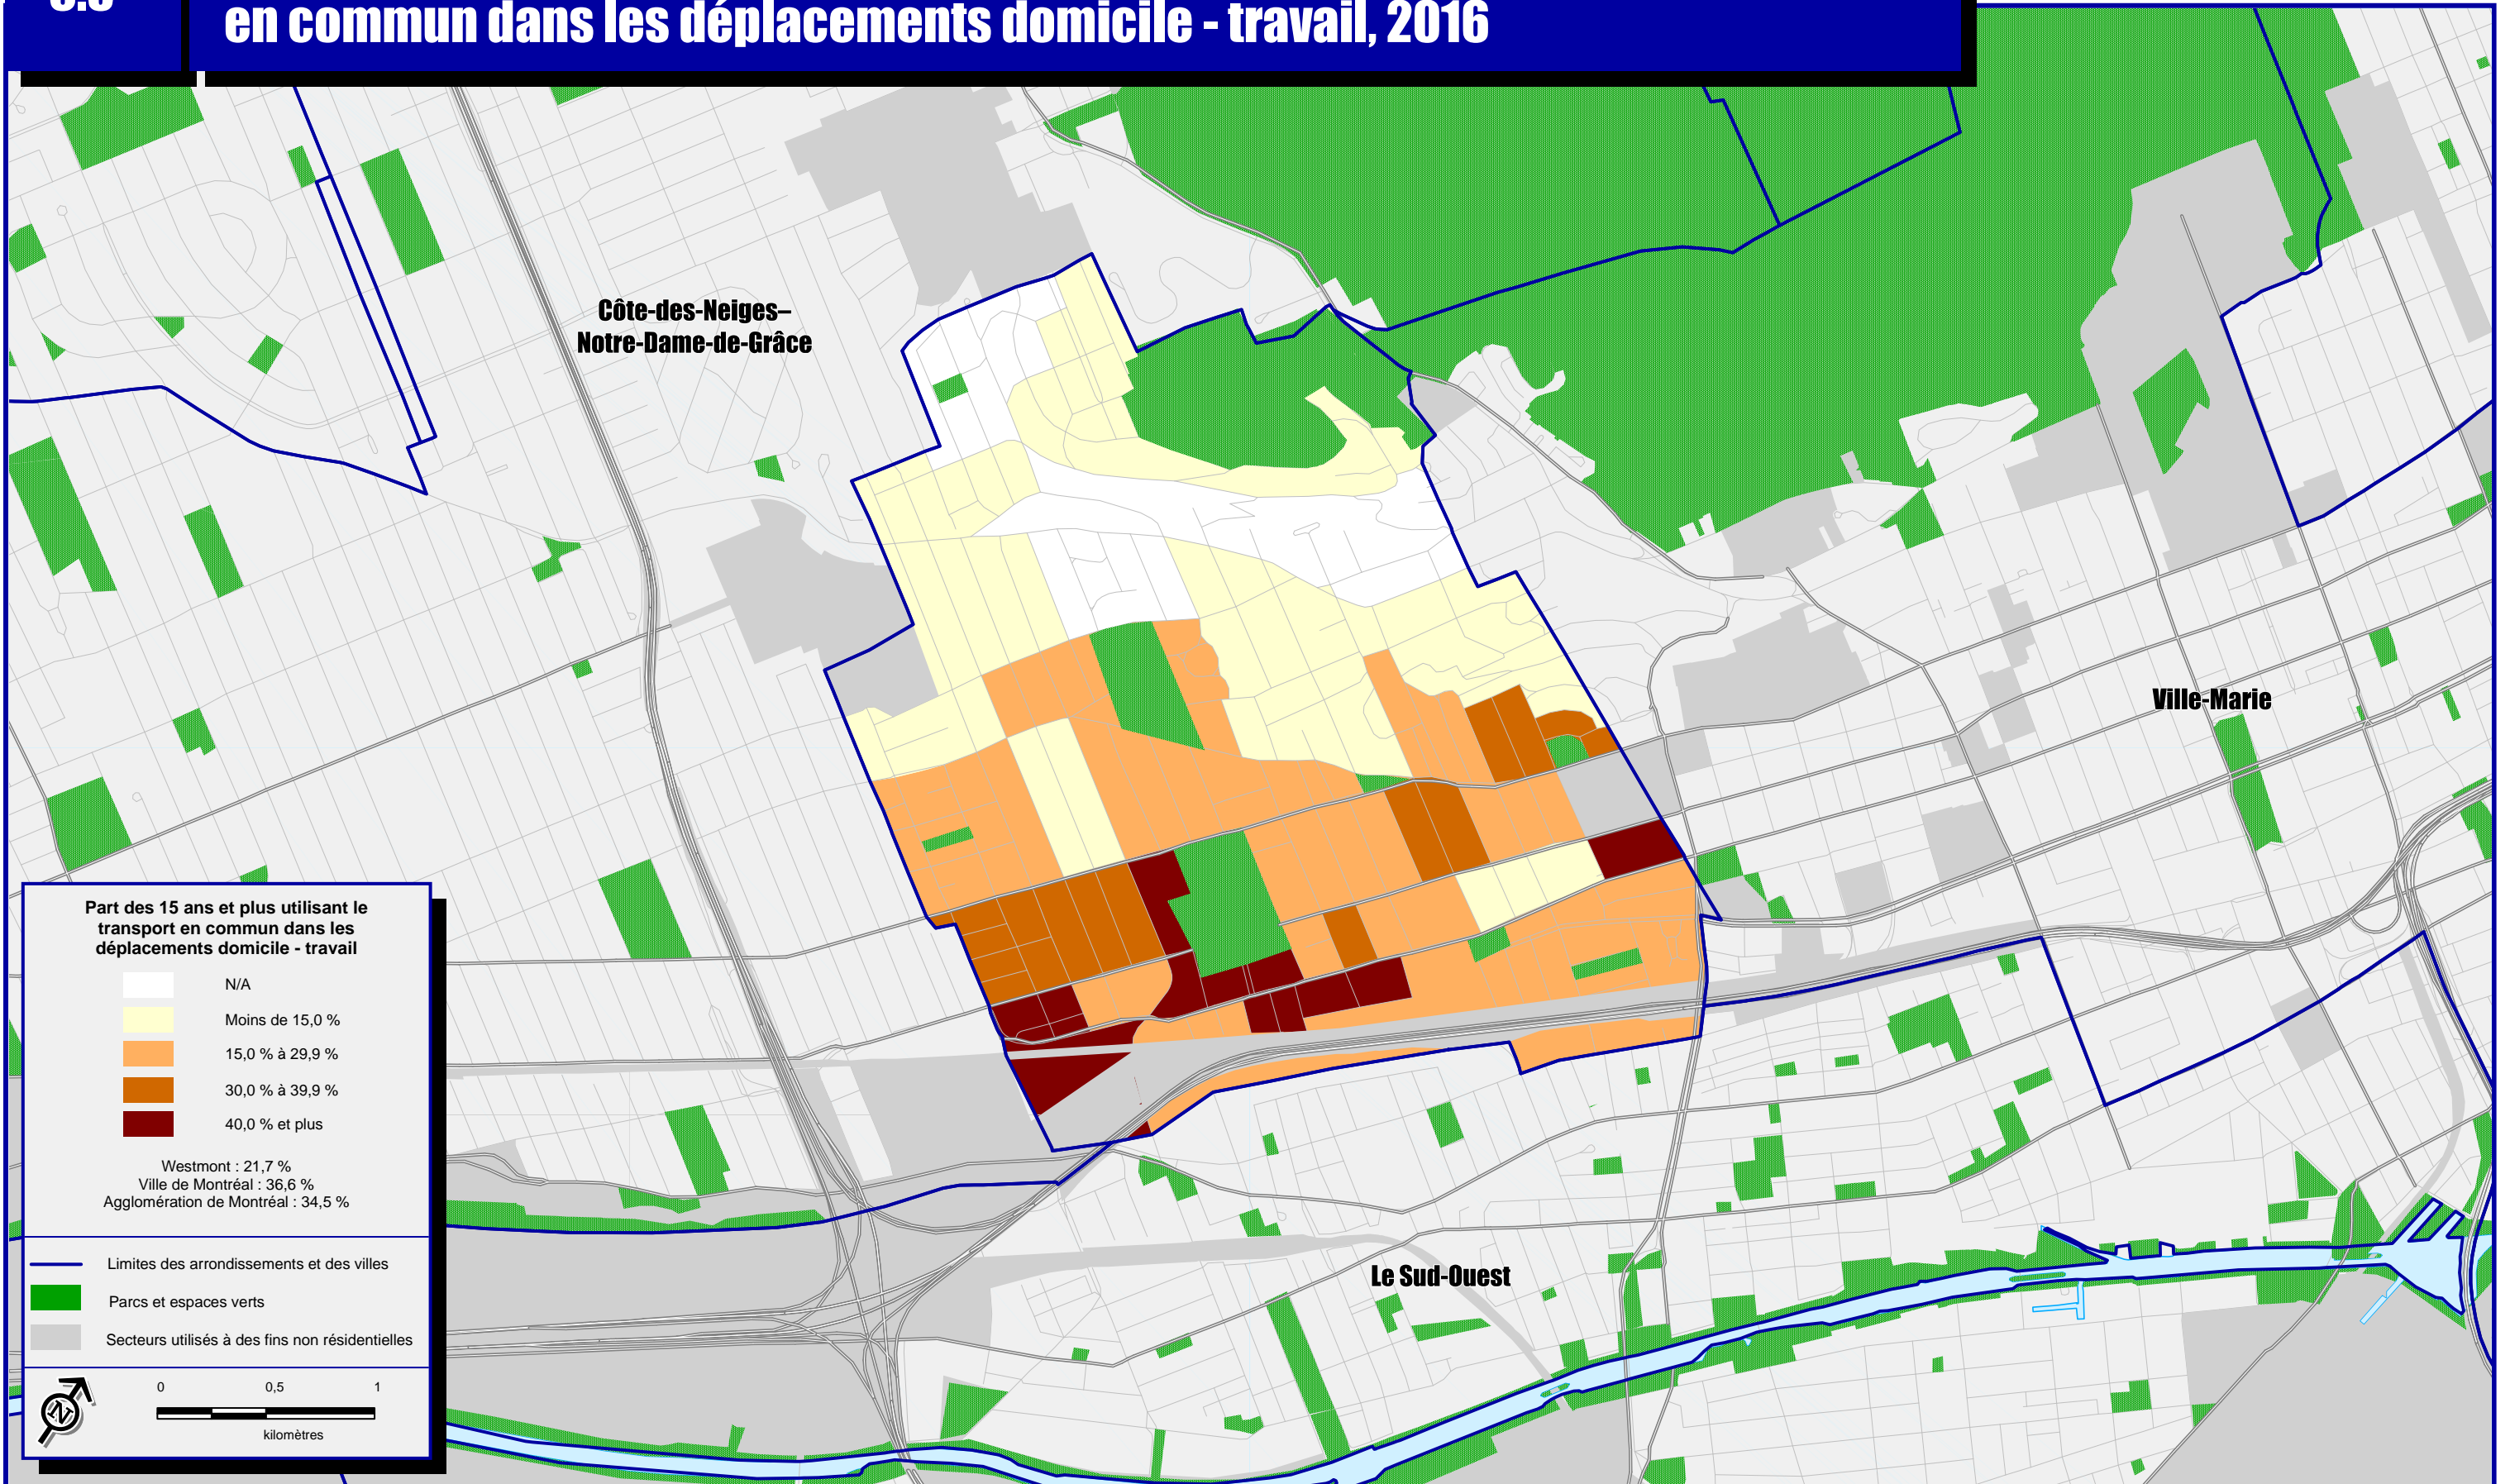 en commun dans les déplacements domicile - travail, 2016
Côte-des-Neiges–
Notre-Dame-de-Grâce
Ville-Marie
Le Sud-Ouest
Part des 15 ans et plus utilisant le
transport en commun dans les
déplacements domicile - travail
N/A
Moins de 15,0 %
15,0 % à 29,9 %
30,0 % à 39,9 %
40,0 % et plus
Westmont : 21,7 %
Ville de Montréal : 36,6 %
Agglomération de Montréal : 34,5 %
Limites des arrondissements et des villes
Parcs et espaces verts
Secteurs utilisés à des fins non résidentielles
N
0 0,5 1
kilomètres